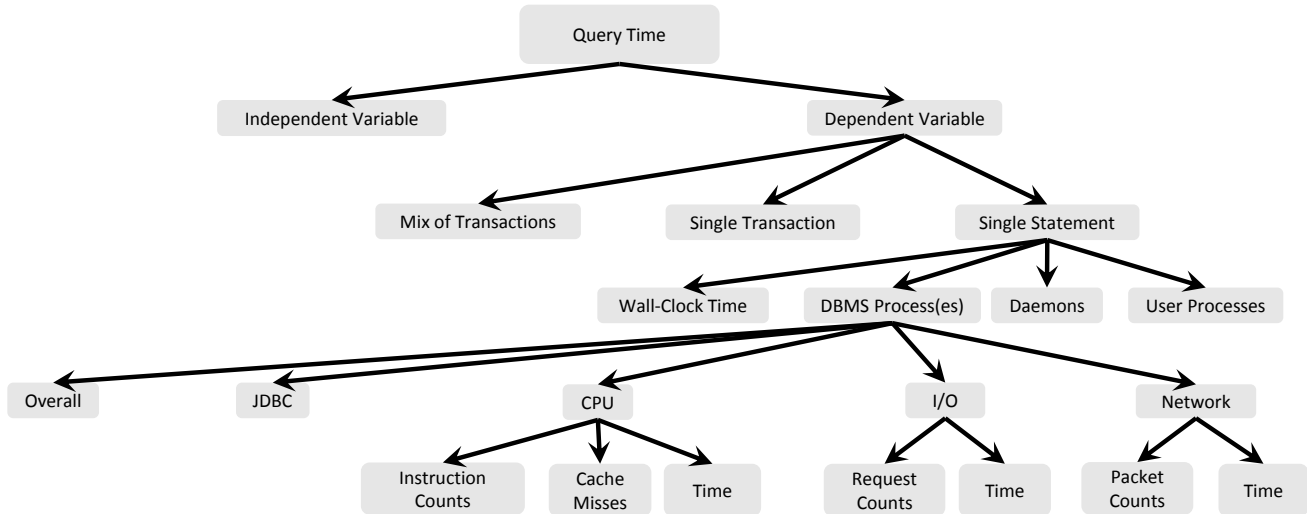 Query Time
Independent Variable
Dependent Variable
Mix of Transactions
Single Transaction
Single Statement
Wall-Clock Time
DBMS Process(es)
Daemons
User Processes
Overall
JDBC
CPU
I/O
Network
Instruction
Counts
Cache
Misses
Time
Request
Counts
Time
Packet
Counts
Time